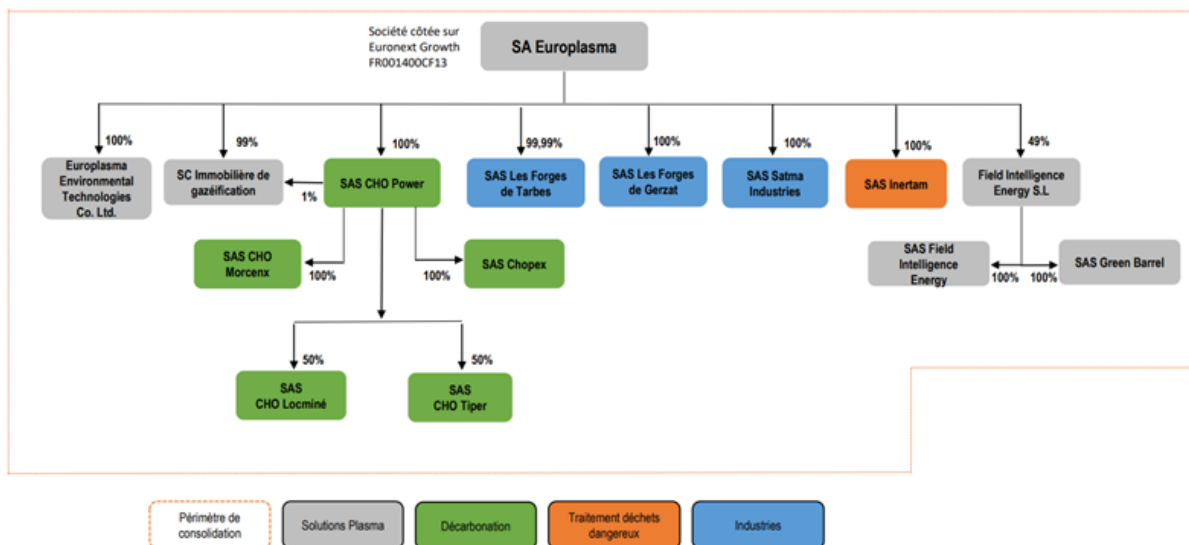 Société côtée sur
Euronext Growth
FR001400CF13
SA Europlasma
100%
99%
100%
99,99%
100%
100%
100%
49%
Europlasma
Environmental
Technologies
Co. Ltd.
SC Immobilière de
gazéification
1%
SAS CHO Power
SAS Les Forges
de Tarbes
SAS Les Forges
de Gerzat
SAS Satma
Industries
SAS Inertam
Field Intelligence
Energy S.L
SAS CHO
Morcenx
100%
100%
SAS Chopex
SAS Field
Intelligence
Energy
100%
100%
SAS Green Barrel
50%
50%
SAS
CHO Locminé
SAS
CHO Tiper
Périmètre de
consolidation
Solutions Plasma
Décarbonation
Traitement déchets
dangereux
Industries